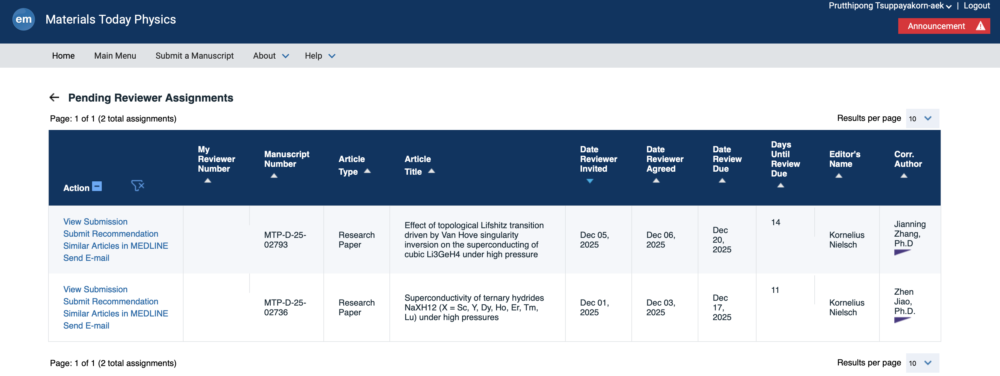 Prutthipong Tsuppayakorn-aek | Logout
em Materials Today Physics
Announcement
Home Main Menu Submit a Manuscript About Help
Pending Reviewer Assignments
Page: 1 of 1 (2 total assignments)
Results per page 10
Action
My
Reviewer
Number
Manuscript
Number
Article
Type
Article
Title
Date
Reviewer
Invited
Date
Reviewer
Agreed
Date
Review
Due
Days
Until
Review
Due
Editor's
Name
Corr.
Author
View Submission
Submit Recommendation
Similar Articles in MEDLINE
Send E-mail
MTP-D-25-
02793
Research
Paper
Effect of topological Lifshitz transition
driven by Van Hove singularity
inversion on the superconducting of
cubic Li3GeH4 under high pressure
Dec 05,
2025
Dec 06,
2025
Dec
20,
2025
14
Kornelius
Nielsch
Jianning
Zhang,
Ph.D
View Submission
Submit Recommendation
Similar Articles in MEDLINE
Send E-mail
MTP-D-25-
02736
Research
Paper
Superconductivity of ternary hydrides
NaXH12 (X = Sc, Y, Dy, Ho, Er, Tm,
Lu) under high pressures
Dec 01,
2025
Dec 03,
2025
Dec
17,
2025
11
Kornelius
Nielsch
Zhen
Jiao,
Ph.D.
Page: 1 of 1 (2 total assignments)
Results per page 10